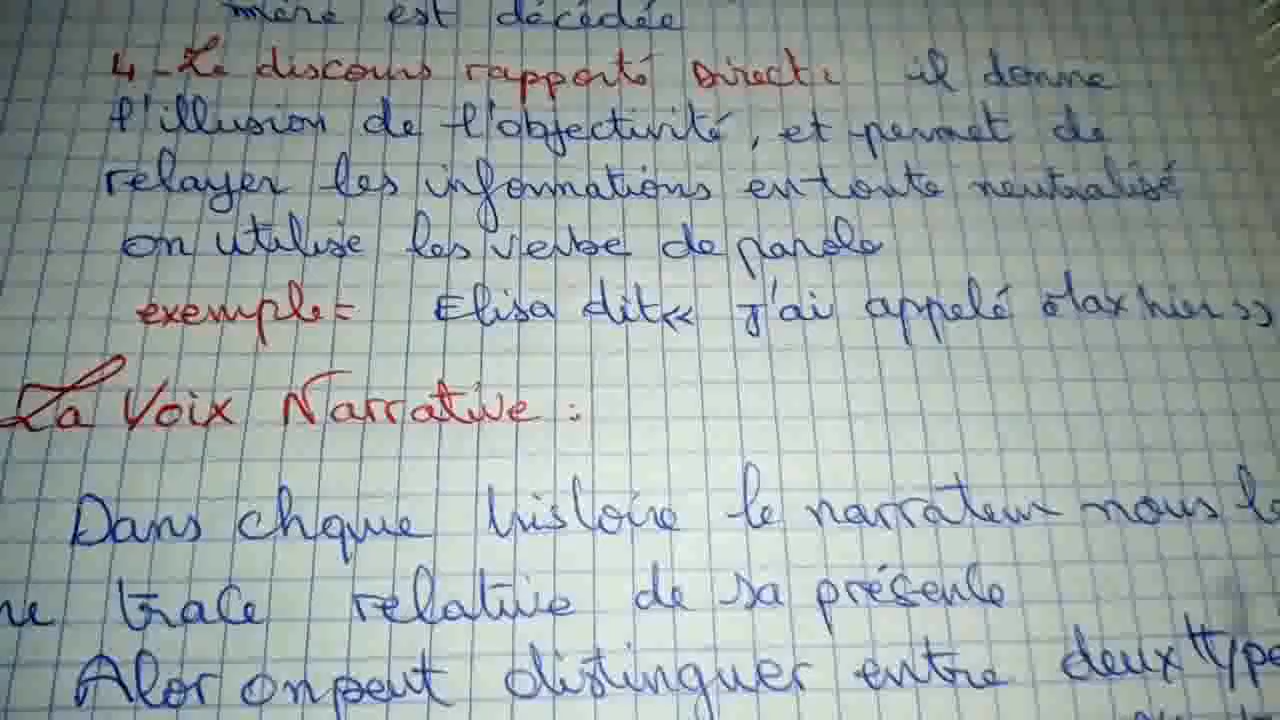 mère est décédée
4-Le discours rapporté Direct: il donne
l'illusion de l'objectivité, et permet de
relayer les informations en toute neutralisé
on utilise les verbe de parole
exemple= Elisa dit« J'ai appelé Max hier»
La Voix Narrative :
Dans chque histoire le narrateur nous
trace relative de sa présente
Alor on peut distinguer entre deux type